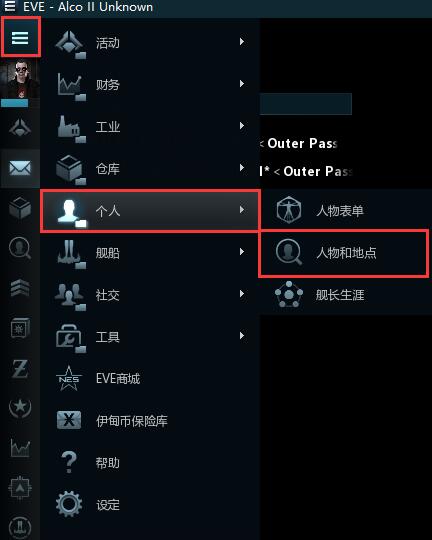 EVE - Alco II Unknown
活动
财务
< Outer Pass
工业
l* < Outer Pass
仓库
个人
人物表单
舰船
人物和地点
社交
舰长生涯
工具
NES
EVE商城
伊甸币保险库
帮助
设定